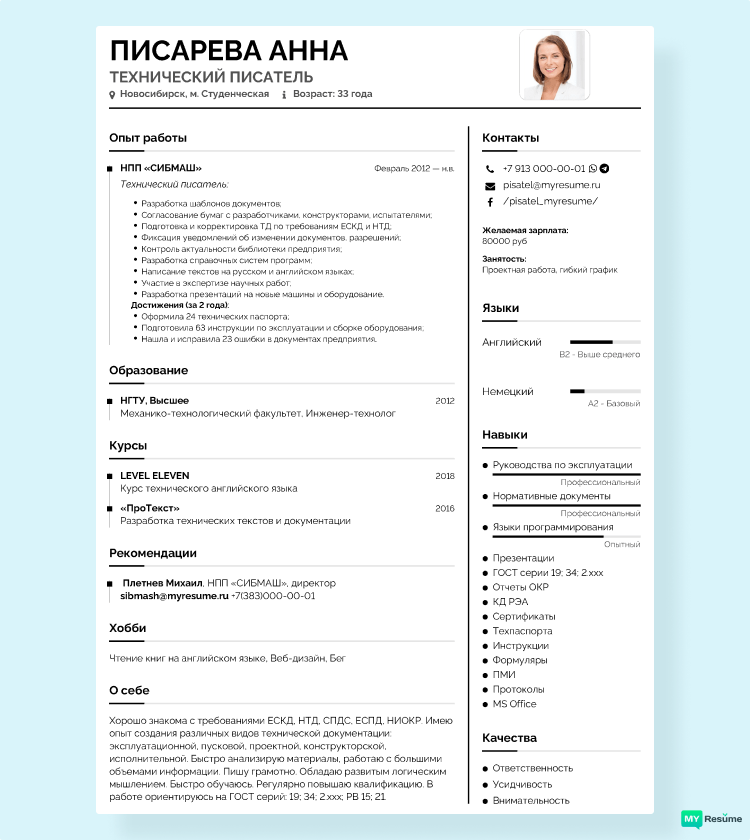 ПИСАРЕВА АННА
ТЕХНИЧЕСКИЙ ПИСАТЕЛЬ
Новосибирск, м. Студенческая Возраст: 33 года
Опыт работы
НПП «СИБМАШ» Февраль 2012 — н.в.
Технический писатель:
Разработка шаблонов документов;
Согласование бумаг с разработчиками, конструкторами, испытателями;
Подготовка и корректировка ТД по требованиям ЕСКД и НТД;
Фиксация уведомлений об изменении документов, разрешений;
Контроль актуальности библиотеки предприятия;
Разработка справочных систем программ;
Написание текстов на русском и английском языках;
Участие в экспертизе научных работ;
Разработка презентаций на новые машины и оборудование.
Достижения (за 2 года):
Оформила 24 технических паспорта;
Подготовила 63 инструкции по эксплуатации и сборке оборудования;
Нашла и исправила 23 ошибки в документах предприятия.
Образование
НГТУ, Высшее 2012
Механико-технологический факультет, Инженер-технолог
Курсы
LEVEL ELEVEN 2018
Курс технического английского языка
«ПроТекст» 2016
Разработка технических текстов и документации
Рекомендации
Плетнев Михаил, НПП «СИБМАШ», директор
sibmash@myresume.ru +7(383)000-00-01
Хобби
Чтение книг на английском языке, Веб-дизайн, Бег
О себе
Хорошо знакома с требованиями ЕСКД, НТД, СПДС, ЕСПД, НИОКР. Имею
опыт создания различных видов технической документации:
эксплуатационной, пусковой, проектной, конструкторской,
исполнительной. Быстро анализирую материалы, работаю с большими
объемами информации. Пишу грамотно. Обладаю развитым логическим
мышлением. Быстро обучаюсь. Регулярно повышаю квалификацию. В
работе ориентируюсь на ГОСТ серий: 19; 34; 2.xxx; РВ 15; 21.
Контакты
+7 913 000-00-01
pisatel@myresume.ru
/pisatel_myresume/
Желаемая зарплата:
80000 руб
Занятость:
Проектная работа, гибкий график
Языки
Английский
B2 - Выше среднего
Немецкий
A2 - Базовый
Навыки
Руководства по эксплуатации
Профессиональный
Нормативные документы
Профессиональный
Языки программирования
Опытный
Презентации
ГОСТ серии 19; 34; 2.xxx
Отчеты ОКР
КД РЭА
Сертификаты
Техпаспорта
Инструкции
Формуляры
ПМИ
Протоколы
MS Office
Качества
Ответственность
Усидчивость
Внимательность
MY Resume